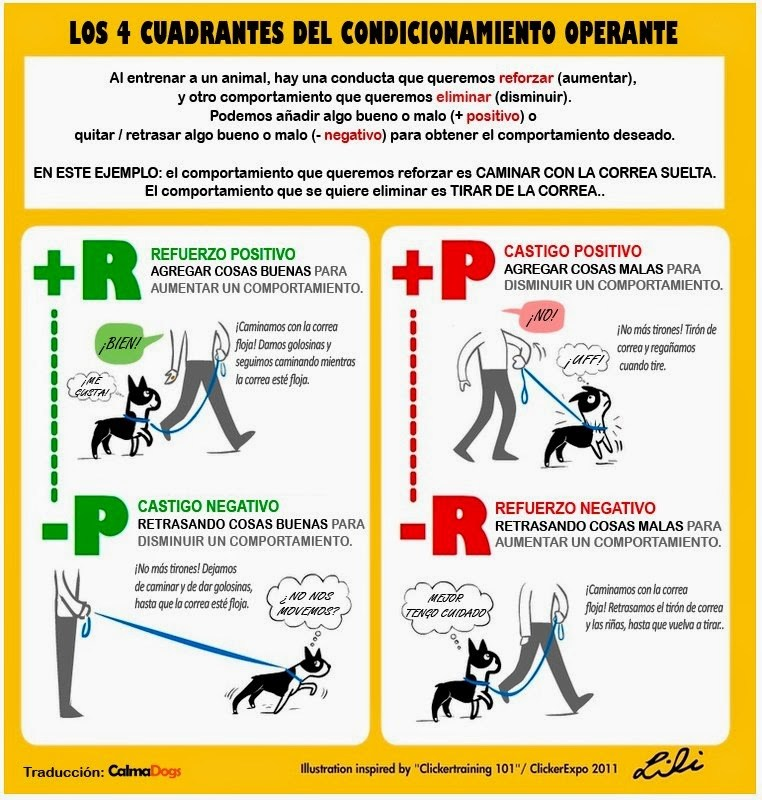 LOS 4 CUADRANTES DEL CONDICIONAMIENTO OPERANTE
Al entrenar a un animal, hay una conducta que queremos reforzar (aumentar),
y otro comportamiento que queremos eliminar (disminuir).
Podemos añadir algo bueno o malo (+ positivo) o
quitar / retrasar algo bueno o malo (- negativo) para obtener el comportamiento deseado.
EN ESTE EJEMPLO: el comportamiento que queremos reforzar es CAMINAR CON LA CORREA SUELTA.
El comportamiento que se quiere eliminar es TIRAR DE LA CORREA..
+R
REFUERZO POSITIVO
AGREGAR COSAS BUENAS PARA
AUMENTAR UN COMPORTAMIENTO.
¡BIEN!
¡ME
GUSTA!
¡Caminamos con la correa
floja! Damos golosinas y
seguimos caminando mientras
la correa esté floja.
-P
CASTIGO NEGATIVO
RETRASANDO COSAS BUENAS PARA
DISMINUIR UN COMPORTAMIENTO.
¡No más tirones! Dejamos
de caminar y de dar golosinas,
hasta que la correa esté floja.
¿NO NOS
MOVEMOS?
+P
CASTIGO POSITIVO
AGREGAR COSAS MALAS PARA
DISMINUIR UN COMPORTAMIENTO.
¡NO!
¡UFF!
¡No más tirones! Tirón de
correa y regañamos
cuando tire.
-R
REFUERZO NEGATIVO
RETRASANDO COSAS MALAS PARA
AUMENTAR UN COMPORTAMIENTO.
MEJOR
TENGO CUIDADO
¡Caminamos con la correa
floja! Retrasamos el tirón de correa
y las riñas, hasta que vuelva a tirar..
Traducción: CalmaDogs
Illustration inspired by "Clickertraining 101"/ ClickerExpo 2011
Lili